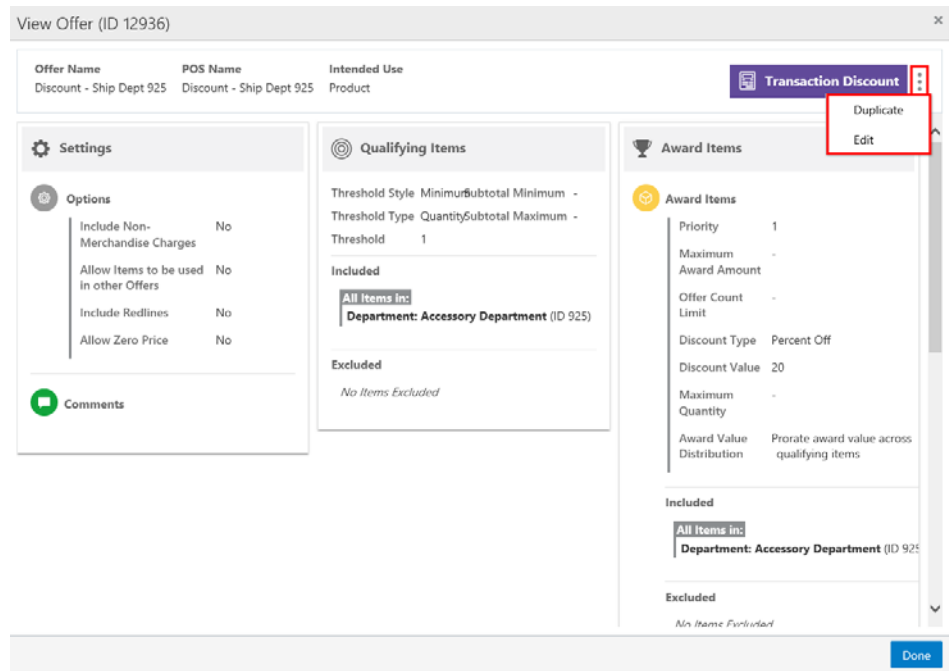 View Offer (ID 12936)
×
Offer Name POS Name Intended Use
Discount - Ship Dept 925 Discount - Ship Dept 925 Product
Transaction Discount
Duplicate
Edit
Settings
Options
Include Non- No
Merchandise Charges
Allow Items to be used No
in other Offers
Include Redlines No
Allow Zero Price No
Comments
Qualifying Items
Threshold Style Minimum Subtotal Minimum -
Threshold Type Quantity Subtotal Maximum -
Threshold 1
Included
All Items in:
Department: Accessory Department (ID 925)
Excluded
No Items Excluded
Award Items
Award Items
Priority 1
Maximum -
Award Amount
Offer Count -
Limit
Discount Type Percent Off
Discount Value 20
Maximum -
Quantity
Award Value Prorate award value across
Distribution qualifying items
Included
All Items in:
Department: Accessory Department (ID 925
Excluded
No Items Excluded
Done